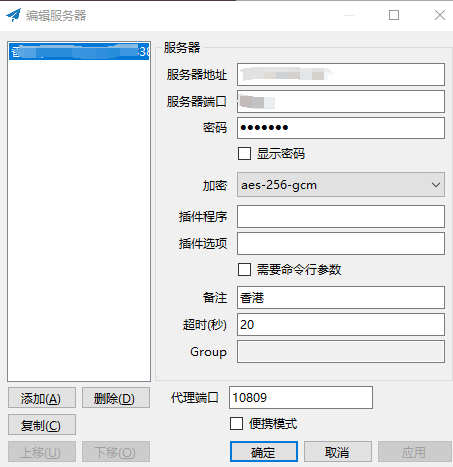 编辑服务器
服务器
服务器地址
服务器端口
密码 ●●●●●●●
显示密码
加密 aes-256-gcm
插件程序
插件选项
需要命令行参数
备注 香港
超时(秒) 20
Group
添加(A) 删除(D) 代理端口 10809
复制(C) 便携模式
上移(U) 下移(O) 确定 取消 应用